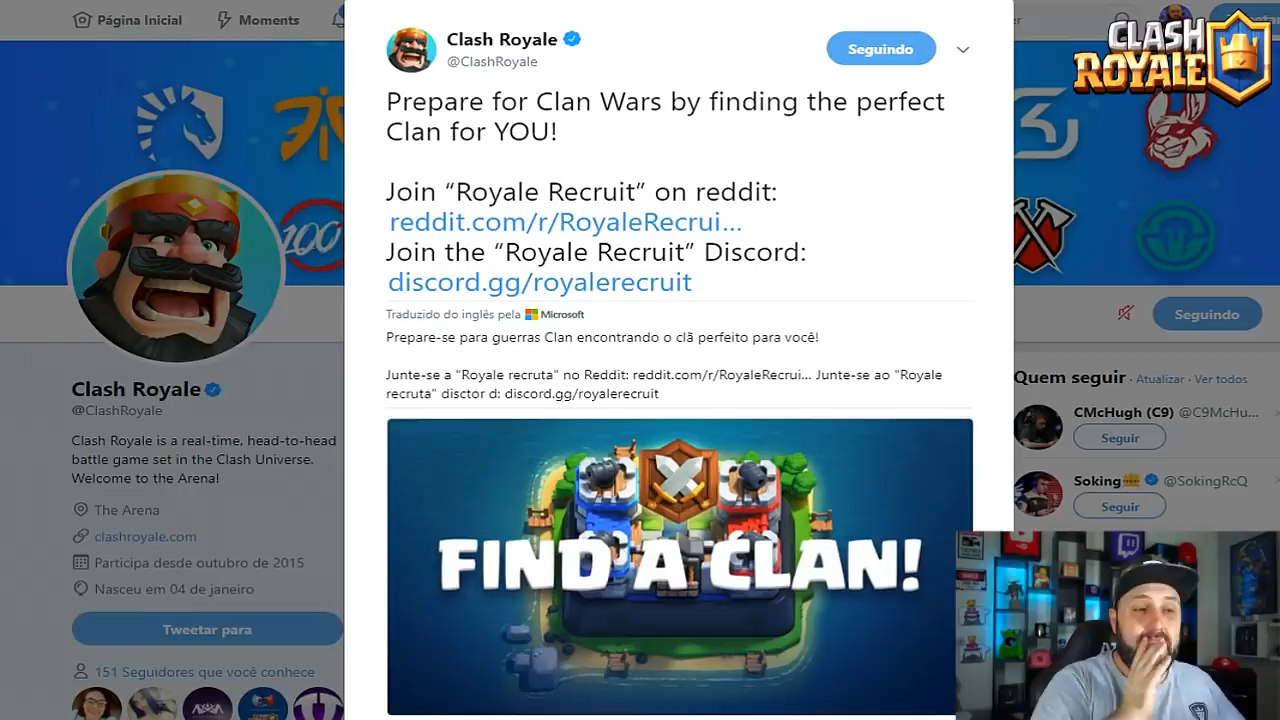 Página Inicial
Moments
Clash Royale
@ClashRoyale
Seguindo
CLASH
ROYALE
Prepare for Clan Wars by finding the perfect
Clan for YOU!
Join “Royale Recruit” on reddit:
reddit.com/r/RoyaleRecrui...
Join the “Royale Recruit” Discord:
discord.gg/royalerecruit
Traduzido do inglês pela Microsoft
Prepare-se para guerras Clan encontrando o clã perfeito para você!
Junte-se a "Royale recruta" no Reddit: reddit.com/r/RoyaleRecrui... Junte-se ao "Royale
recruta" disctor d: discord.gg/royalerecruit
FIND A CLAN!
100
Clash Royale
@ClashRoyale
Clash Royale is a real-time, head-to-head
battle game set in the Clash Universe.
Welcome to the Arena!
The Arena
clashroyale.com
Participa desde outubro de 2015
Nasceu em 04 de janeiro
Tweetar para
151 Seguidores que você conhece
Seguindo
Quem seguir · Atualizar · Ver todos
CMcHugh (C9) @C9McHu...
Seguir
Soking @SokingRcQ
Seguir